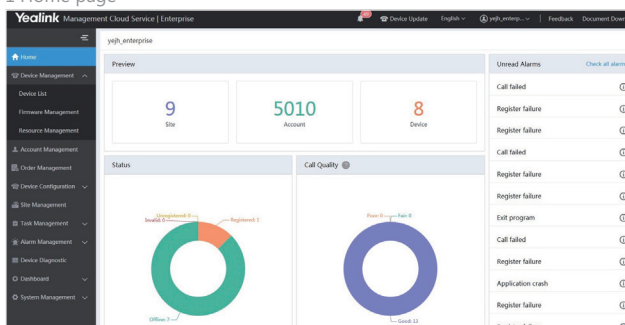 1 Home page
Yealink Management Cloud Service | Enterprise
Device Update English yejh_enterp... Feedback Document Down
yejh_enterprise
Home
Device Management
Device List
Firmware Management
Resource Management
Account Management
Order Management
Device Configuration
Site Management
Task Management
Alarm Management
Device Diagnostic
Dashboard
System Management
Preview
9
Site
5010
Account
8
Device
Status
Unregistered: 0
Invalid: 0
Registered: 1
Offline: 7
Call Quality
Poor: 0
Fair: 0
Good: 13
Unread Alarms Check all alarm
Call failed
Register failure
Register failure
Call failed
Register failure
Register failure
Exit program
Call failed
Register failure
Application crash
Register failure